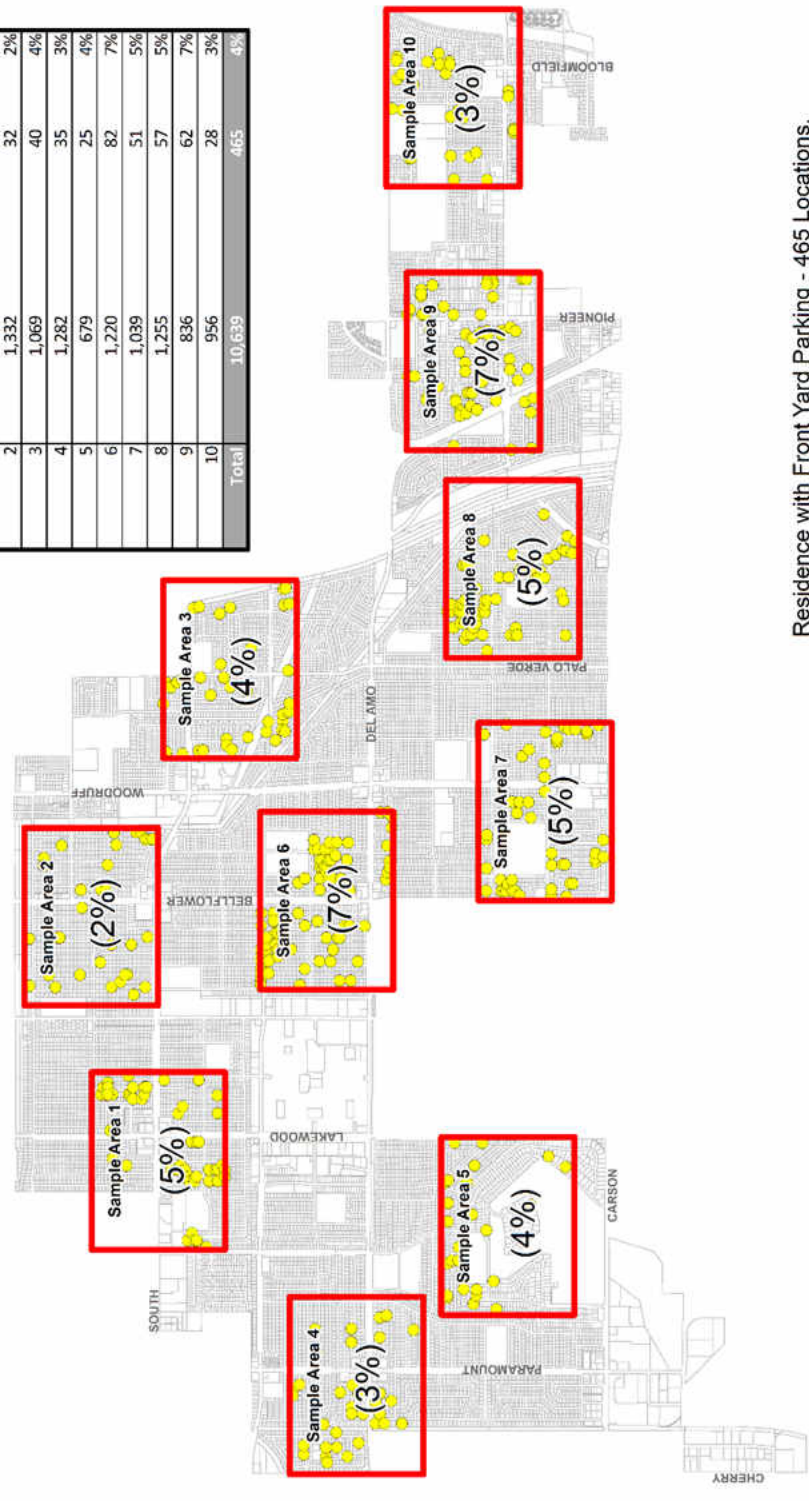 2 1,332 32 2%
3 1,069 40 4%
4 1,282 35 3%
5 679 25 4%
6 1,220 82 7%
7 1,039 51 5%
8 1,255 57 5%
9 836 62 7%
10 956 28 3%
Total 10,639 465 4%
Sample Area 1
(5%)
Sample Area 2
(2%)
Sample Area 3
(4%)
Sample Area 4
(3%)
Sample Area 5
(4%)
Sample Area 6
(7%)
Sample Area 7
(5%)
Sample Area 8
(5%)
Sample Area 9
(7%)
Sample Area 10
(3%)
SOUTH
LAKEWOOD
BELLFLOWER
WOODRUFF
DEL AMO
PALO VERDE
PIONEER
BLOOMFIELD
PARAMOUNT
CARSON
CHERRY
Residence with Front Yard Parking - 465 Locations.